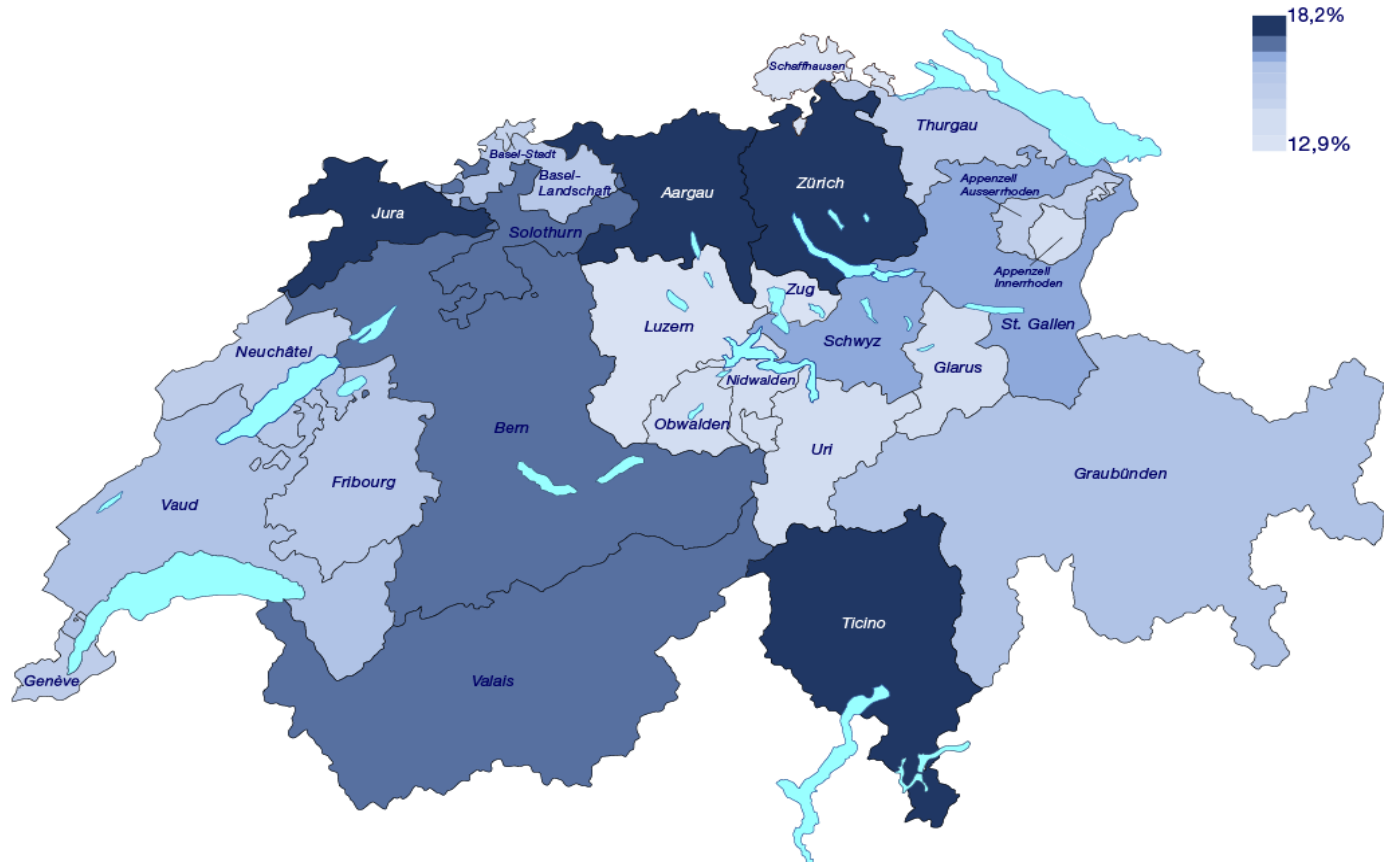 18,2%
12,9%
Schaffhausen
Thurgau
Basel-Stadt
Basel-
Landschaft
Aargau
Zürich
Appenzell
Ausserrhoden
Jura
Solothurn
Appenzell
Innerrhoden
Zug
Luzern
Schwyz
St. Gallen
Neuchâtel
Glarus
Nidwalden
Obwalden
Bern
Uri
Graubünden
Fribourg
Vaud
Ticino
Genève
Valais